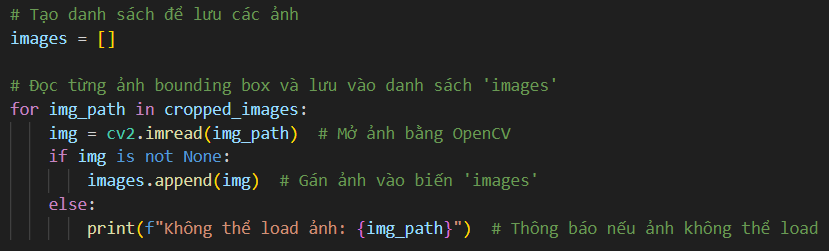 # Tạo danh sách để lưu các ảnh
images = []
# Đọc từng ảnh bounding box và lưu vào danh sách 'images'
for img_path in cropped_images:
    img = cv2.imread(img_path)  # Mở ảnh bằng OpenCV
    if img is not None:
        images.append(img)  # Gán ảnh vào biến 'images'
    else:
        print(f"Không thể load ảnh: {img_path}")  # Thông báo nếu ảnh không thể load